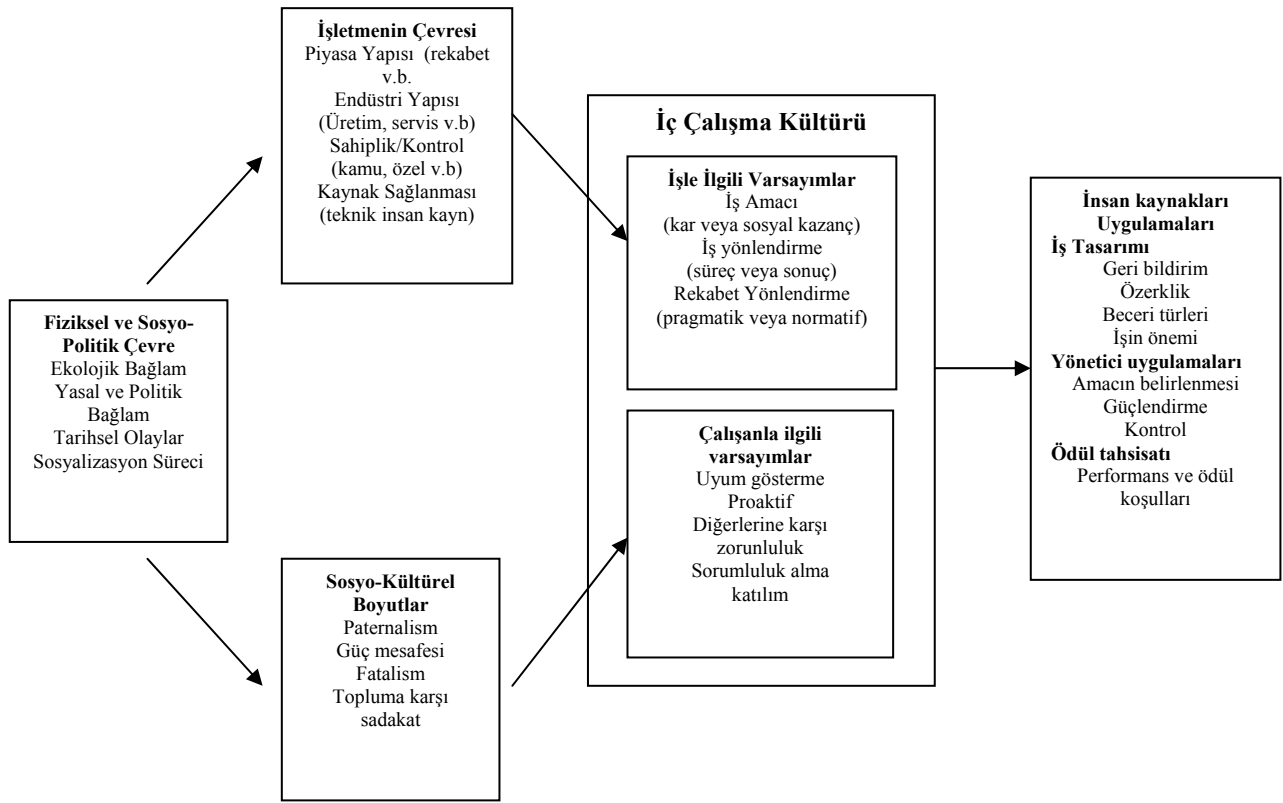 Fiziksel ve Sosyo-
Politik Çevre
Ekolojik Bağlam
Yasal ve Politik
Bağlam
Tarihsel Olaylar
Sosyalizasyon Süreci
İşletmenin Çevresi
Piyasa Yapısı  (rekabet
v.b.
Endüstri Yapısı
(Üretim, servis v.b)
Sahiplik/Kontrol
(kamu, özel v.b)
Kaynak Sağlanması
(teknik insan kayn)
Sosyo-Kültürel
Boyutlar
Paternalism
Güç mesafesi
Fatalism
Topluma karşı
sadakat
İç Çalışma Kültürü
İşle İlgili Varsayımlar
İş Amacı
(kar veya sosyal kazanç)
İş yönlendirme
(süreç veya sonuç)
Rekabet Yönlendirme
(pragmatik veya normatif)
Çalışanla ilgili
varsayımlar
Uyum gösterme
Proaktif
Diğerlerine karşı
zorunluluk
Sorumluluk alma
katılım
İnsan kaynakları
Uygulamaları
İş Tasarımı
Geri bildirim
Özerklik
Beceri türleri
İşin önemi
Yönetici uygulamaları
Amacın belirlenmesi
Güçlendirme
Kontrol
Ödül tahsisatı
Performans ve ödül
koşulları